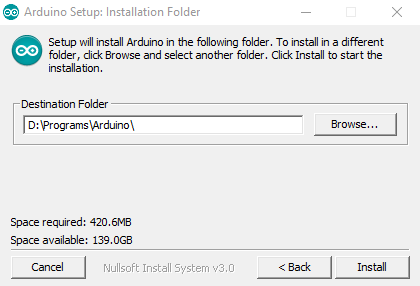 Arduino Setup: Installation Folder
Setup will install Arduino in the following folder. To install in a different
folder, click Browse and select another folder. Click Install to start the
installation.
Destination Folder
D:\Programs\Arduino\
Browse...
Space required: 420.6MB
Space available: 139.0GB
Cancel
Nullsoft Install System v3.0
< Back
Install